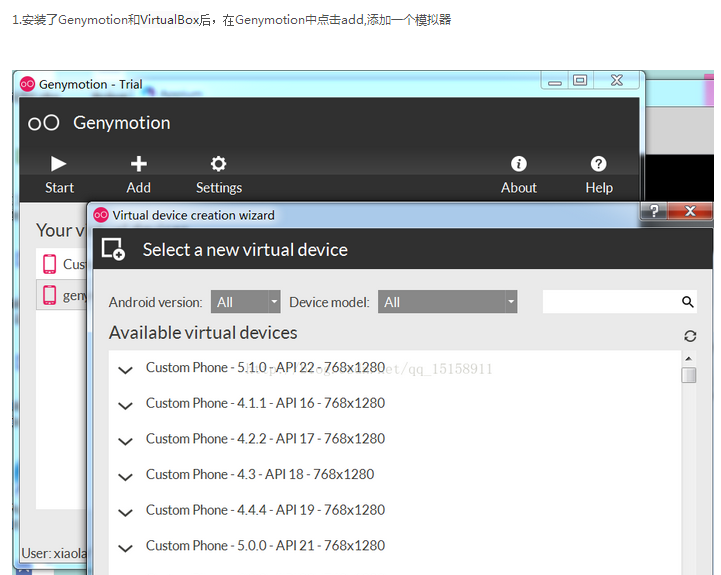 1.安装了Genymotion和VirtualBox后，在Genymotion中点击add,添加一个模拟器
Genymotion - Trial
Genymotion
Start Add Settings About Help
Virtual device creation wizard
Your v
Select a new virtual device
Cus
geny
Android version: All Device model: All
Available virtual devices
Custom Phone - 5.1.0 - API 22 - 768x1280
net/qq_15158911
Custom Phone - 4.1.1 - API 16 - 768x1280
Custom Phone - 4.2.2 - API 17 - 768x1280
Custom Phone - 4.3 - API 18 - 768x1280
Custom Phone - 4.4.4 - API 19 - 768x1280
Custom Phone - 5.0.0 - API 21 - 768x1280
User: xiaola